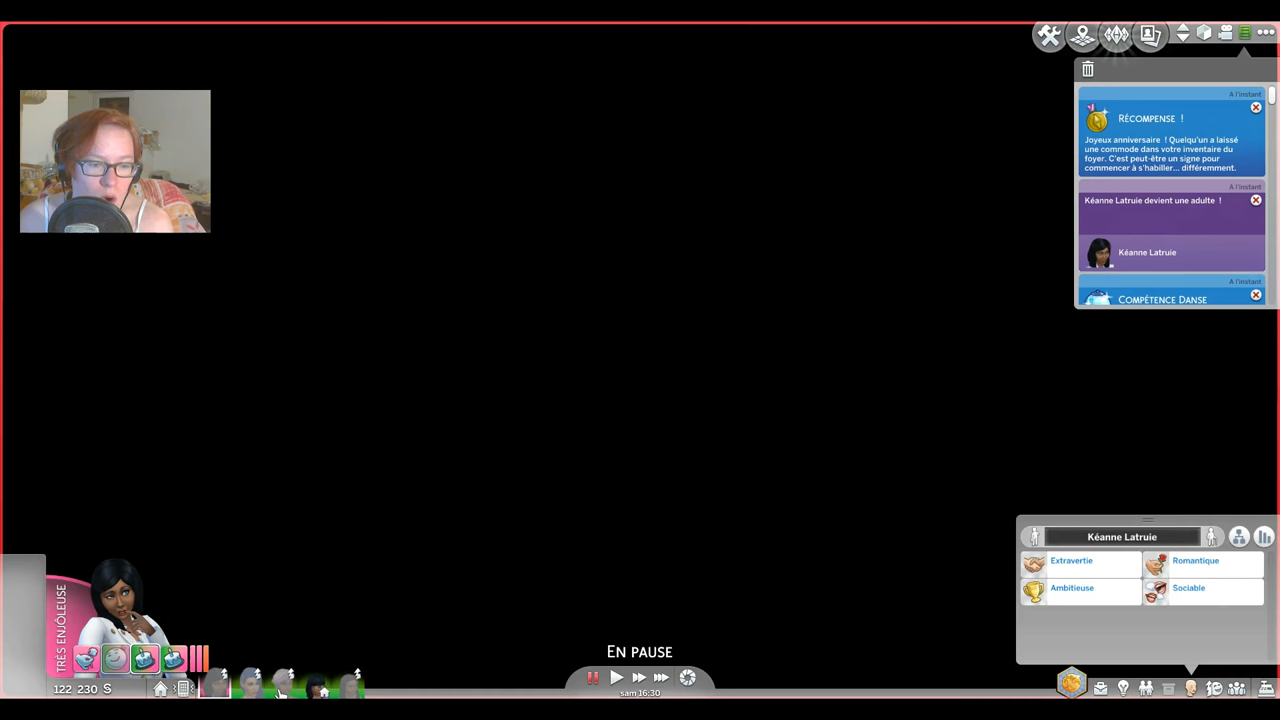 A l'instant
RÉCOMPENSE !
Joyeux anniversaire ! Quelqu'un a laissé
une commode dans votre inventaire du
foyer. C'est peut-être un signe pour
commencer à s'habiller... différemment.
A l'instant
Kéanne Latruie devient une adulte !
Kéanne Latruie
A l'instant
COMPÉTENCE DANSE
Kéanne Latruie
Extravertie
Romantique
Ambitieuse
Sociable
TRÈS ENJÔLEUSE
EN PAUSE
122 230 $
sam 16:30